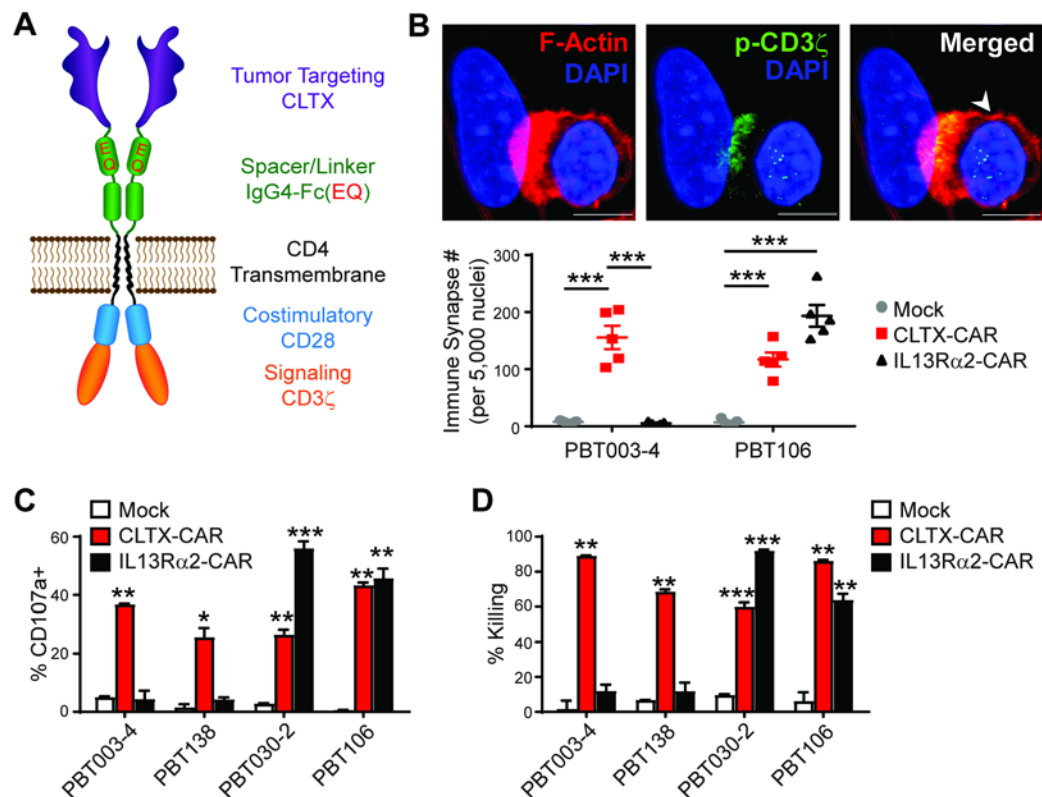 A
Tumor Targeting
CLTX
EQ
EQ
Spacer/Linker
IgG4-Fc(EQ)
CD4
Transmembrane
Costimulatory
CD28
Signaling
CD3ζ
B
F-Actin
DAPI
p-CD3ζ
DAPI
Merged
Immune Synapse #
(per 5,000 nuclei)
300
200
100
0
***
***
***
***
PBT003-4
PBT106
Mock
CLTX-CAR
IL13Rα2-CAR
C
Mock
CLTX-CAR
IL13Rα2-CAR
% CD107a+
60
40
20
0
**
*
**
***
**
**
PBT003-4
PBT138
PBT030-2
PBT106
D
Mock
CLTX-CAR
IL13Rα2-CAR
% Killing
100
80
60
40
20
0
**
**
***
***
**
**
PBT003-4
PBT138
PBT030-2
PBT106